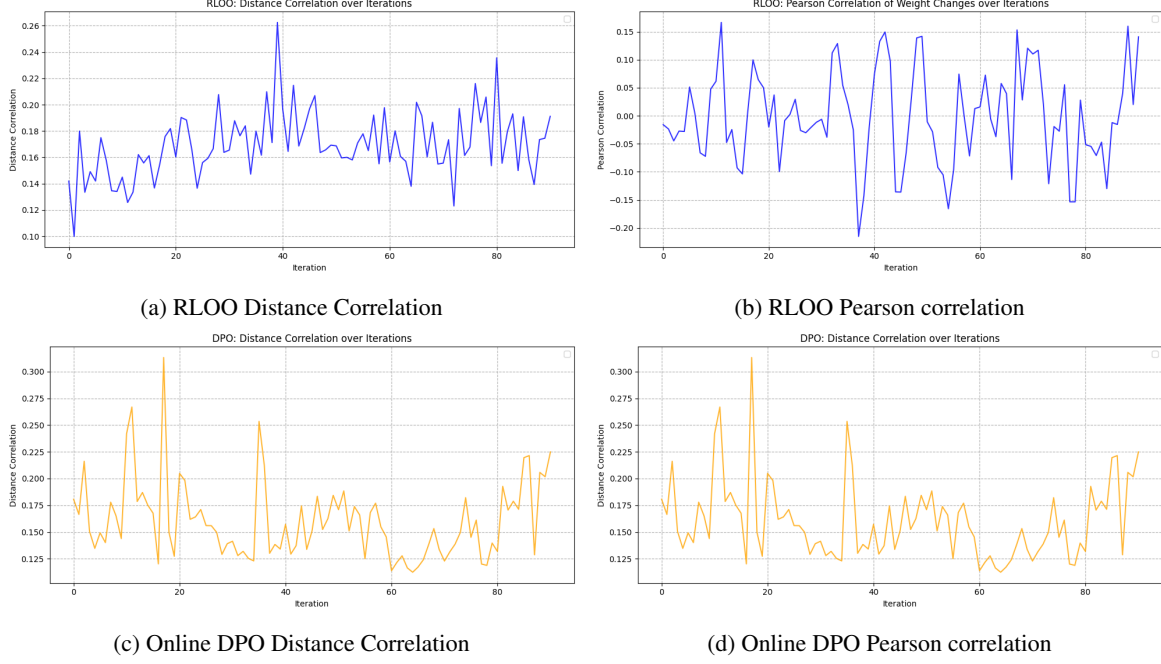 RLOO: Distance Correlation over Iterations
0.26
0.24
0.22
0.20
0.18
0.16
0.14
0.12
0.10
Distance Correlation
0 20 40 60 80
Iteration
(a) RLOO Distance Correlation
RLOO: Pearson Correlation of Weight Changes over Iterations
0.15
0.10
0.05
0.00
−0.05
−0.10
−0.15
−0.20
Pearson Correlation
0 20 40 60 80
Iteration
(b) RLOO Pearson correlation
DPO: Distance Correlation over Iterations
0.300
0.275
0.250
0.225
0.200
0.175
0.150
0.125
Distance Correlation
0 20 40 60 80
Iteration
(c) Online DPO Distance Correlation
DPO: Distance Correlation over Iterations
0.300
0.275
0.250
0.225
0.200
0.175
0.150
0.125
Distance Correlation
0 20 40 60 80
Iteration
(d) Online DPO Pearson correlation